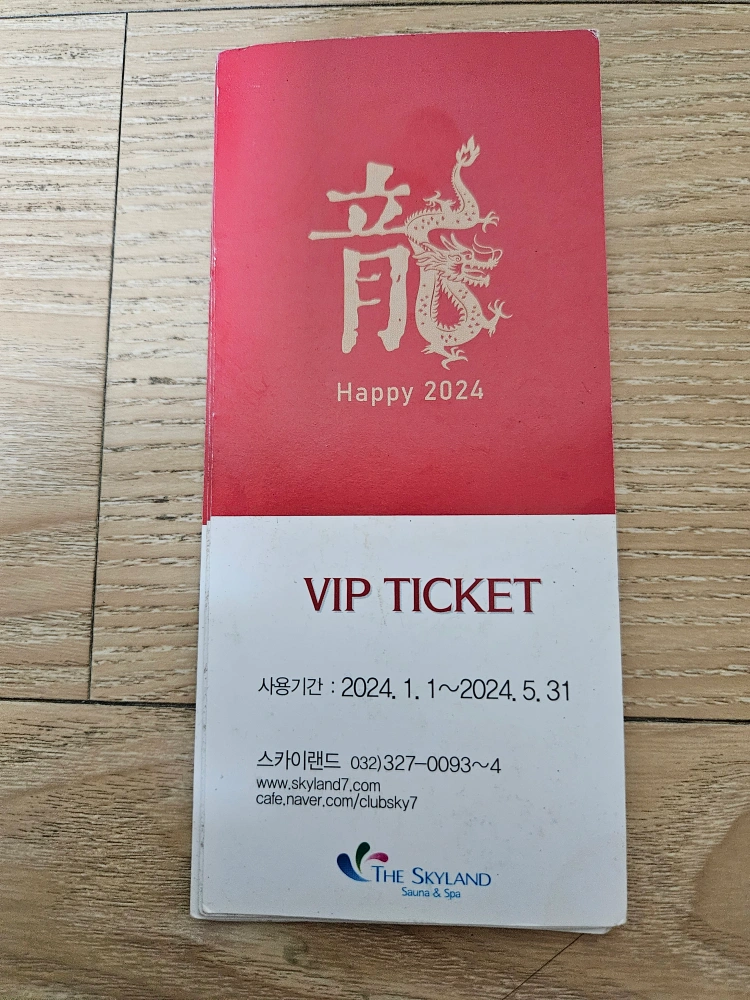 龍
Happy 2024
VIP TICKET
사용기간 : 2024. 1. 1~2024. 5. 31
스카이랜드 032)327-0093~4
www.skyland7.com
cafe.naver.com/clubsky7
THE SKYLAND
Sauna & Spa